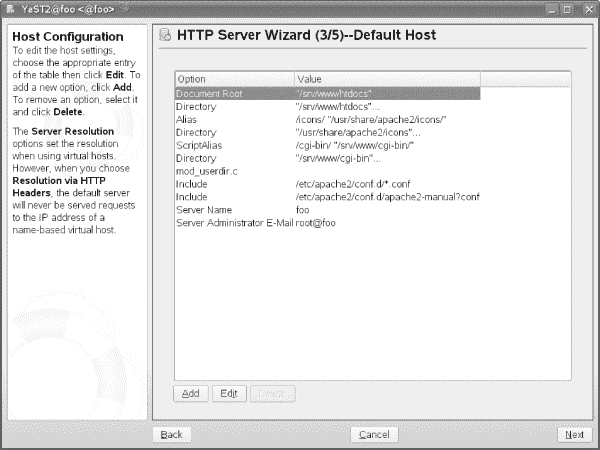 YaST2@foo <@foo>
Host Configuration
To edit the host settings,
choose the appropriate entry
of the table then click Edit. To
add a new option, click Add.
To remove an option, select it
and click Delete.
The Server Resolution
options set the resolution
when using virtual hosts.
However, when you choose
Resolution via HTTP
Headers, the default server
will never be served requests
to the IP address of a
name-based virtual host.
HTTP Server Wizard (3/5)--Default Host
Option Value
Document Root "/srv/www/htdocs"
Directory "/srv/www/htdocs"...
Alias /icons/ "/usr/share/apache2/icons/"
Directory "/usr/share/apache2/icons"...
ScriptAlias /cgi-bin/ "/srv/www/cgi-bin/"
Directory "/srv/www/cgi-bin"...
mod_userdir.c
Include /etc/apache2/conf.d/*.conf
Include /etc/apache2/conf.d/apache2-manual?conf
Server Name foo
Server Administrator E-Mail root@foo
Add Edit Delete
Back Cancel Next